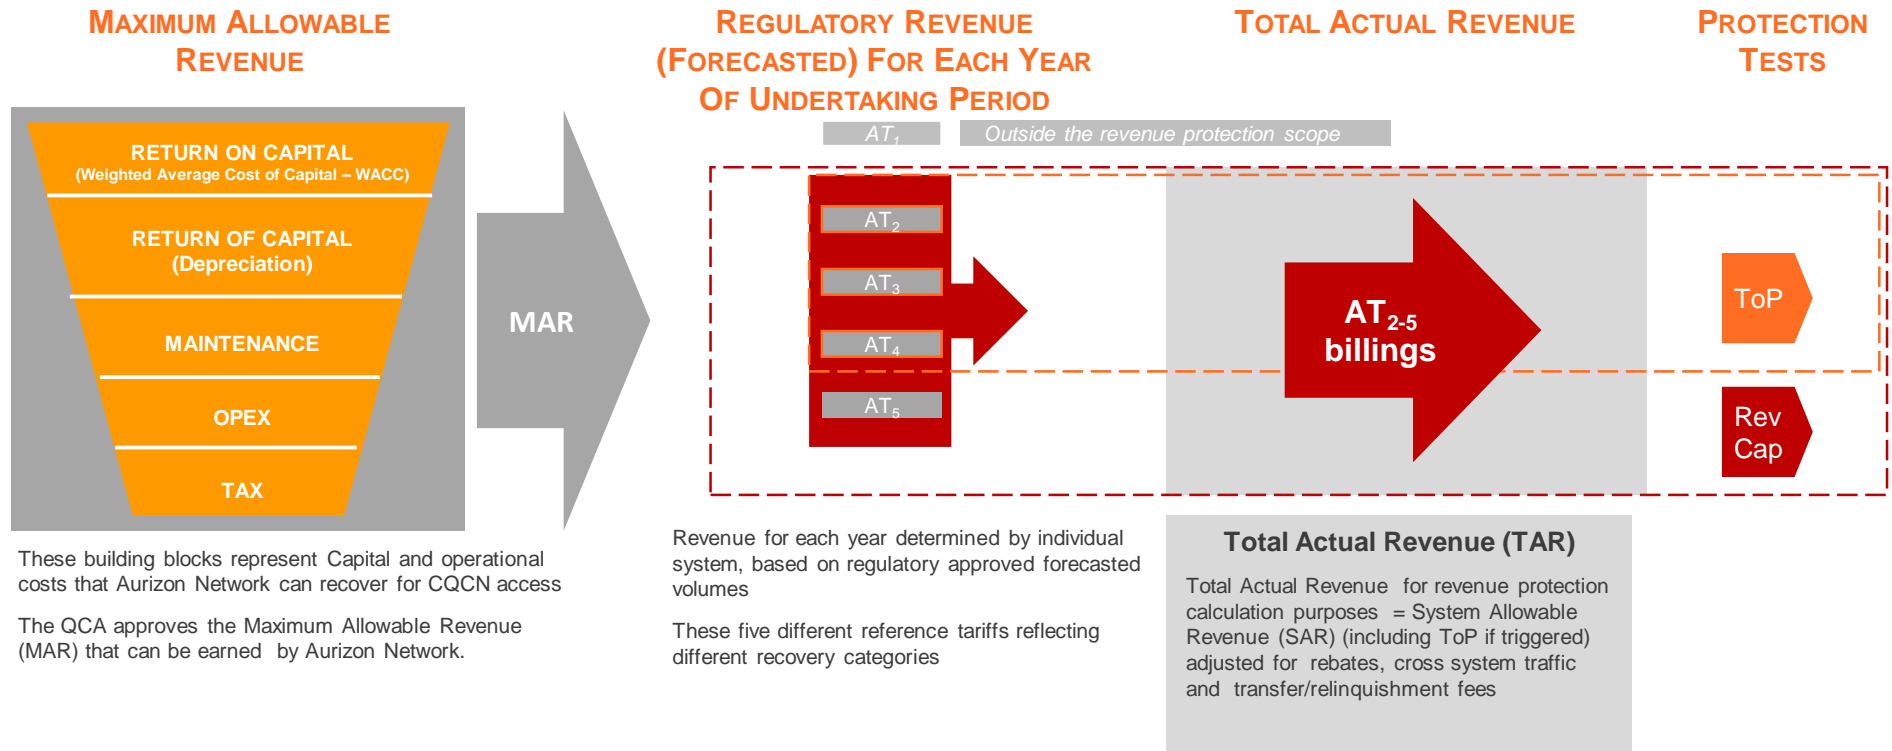 MAXIMUM ALLOWABLE
REVENUE
RETURN ON CAPITAL
(Weighted Average Cost of Capital – WACC)
RETURN OF CAPITAL
(Depreciation)
MAINTENANCE
OPEX
TAX
These building blocks represent Capital and operational
costs that Aurizon Network can recover for CQCN access
The QCA approves the Maximum Allowable Revenue
(MAR) that can be earned by Aurizon Network.
MAR
REGULATORY REVENUE
(FORECASTED) FOR EACH YEAR
OF UNDERTAKING PERIOD
AT1
Outside the revenue protection scope
AT2
AT3
AT4
AT5
Revenue for each year determined by individual
system, based on regulatory approved forecasted
volumes
These five different reference tariffs reflecting
different recovery categories
TOTAL ACTUAL REVENUE
AT2-5
billings
Total Actual Revenue (TAR)
Total Actual Revenue for revenue protection
calculation purposes = System Allowable
Revenue (SAR) (including ToP if triggered)
adjusted for rebates, cross system traffic
and transfer/relinquishment fees
PROTECTION
TESTS
ToP
Rev
Cap